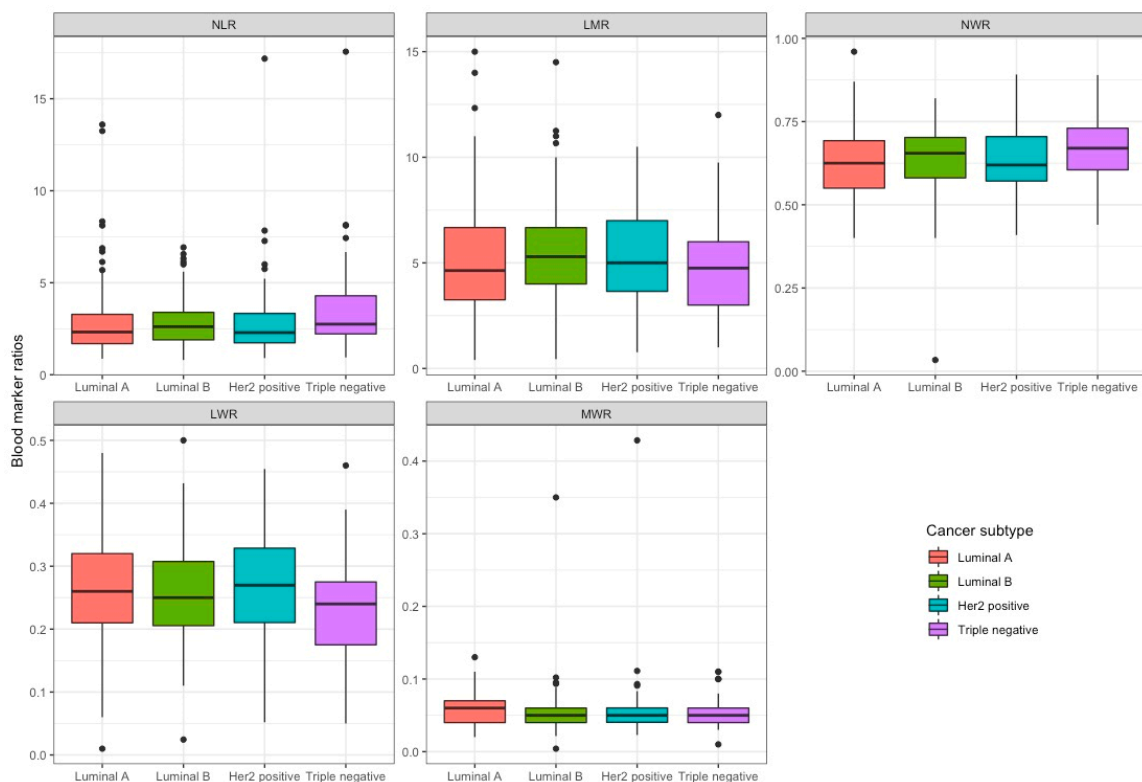 NLR
LMR
NWR
15
10
5
0
15
10
5
0
1.00
0.75
0.50
0.25
0.00
Luminal A Luminal B Her2 positive Triple negative
Luminal A Luminal B Her2 positive Triple negative
Luminal A Luminal B Her2 positive Triple negative
Blood marker ratios
LWR
MWR
0.5
0.4
0.3
0.2
0.1
0.0
0.4
0.3
0.2
0.1
0.0
Luminal A Luminal B Her2 positive Triple negative
Luminal A Luminal B Her2 positive Triple negative
Cancer subtype
Luminal A
Luminal B
Her2 positive
Triple negative